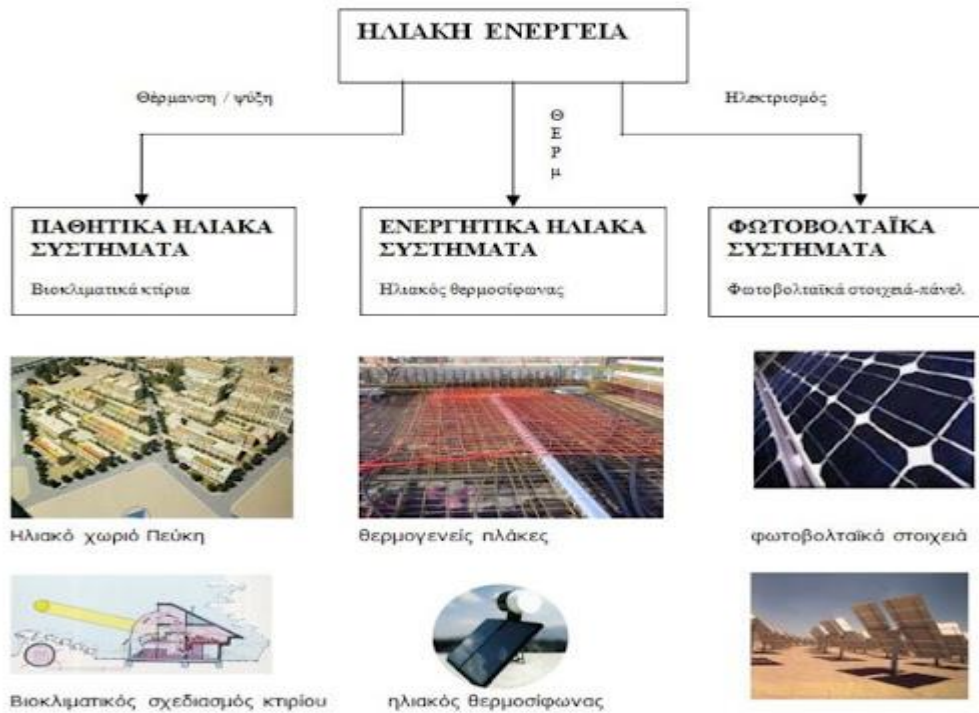 ΗΛΙΑΚΗ ΕΝΕΡΓΕΙΑ
Θέρμανση / ψύξη
Θ
Ε
Ρ
μ
Ηλεκτρισμός
ΠΑΘΗΤΙΚΑ ΗΛΙΑΚΑ
ΣΥΣΤΗΜΑΤΑ
Βιοκλιματικά κτίρια
ΕΝΕΡΓΗΤΙΚΑ ΗΛΙΑΚΑ
ΣΥΣΤΗΜΑΤΑ
Ηλιακός θερμοσίφωνας
ΦΩΤΟΒΟΛΤΑΪΚΑ
ΣΥΣΤΗΜΑΤΑ
Φωτοβολταϊκά στοιχειά-πάνελ
Ηλιακό χωριό Πεύκη
θερμογενείς πλάκες
φωτοβολταϊκά στοιχειά
Βιοκλιματικός σχεδιασμός κτιρίου
ηλιακός θερμοσίφωνας